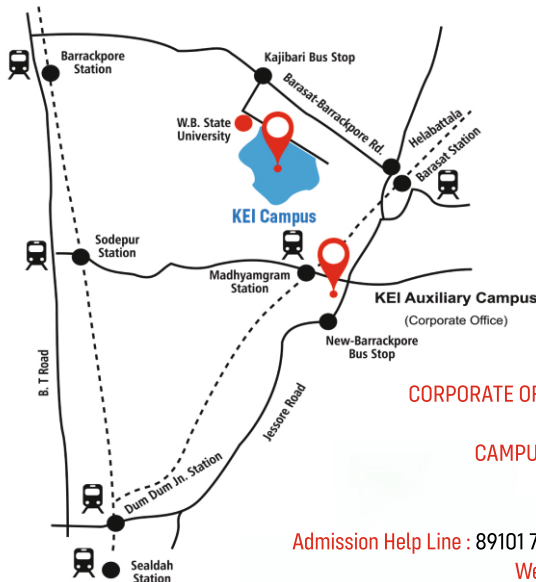 Barrackpore
Station
Kajibari Bus Stop
Barasat-Barrackpore Rd.
Helabattala
Barasat Station
W.B. State
University
KEI Campus
Sodepur
Station
Madhyamgram
Station
KEI Auxiliary Campus
(Corporate Office)
New-Barrackpore
Bus Stop
B. T Road
Jessore Road
CORPORATE OF
CAMPU
Dum Dum Jn. Station
Admission Help Line : 89101 7
We
Sealdah
Station